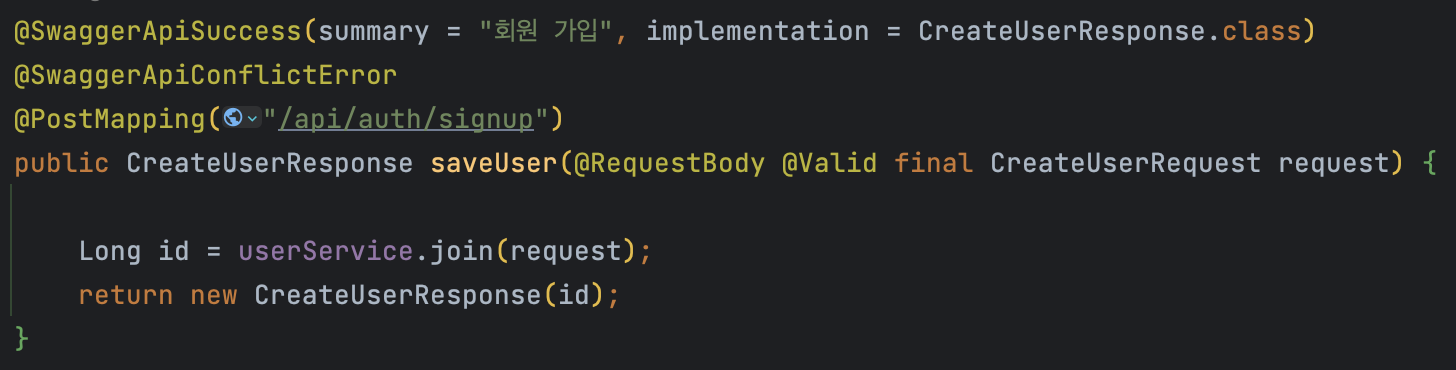 @SwaggerApiSuccess(summary = "회원 가입", implementation = CreateUserResponse.class)
@SwaggerApiConflictError
@PostMapping("/api/auth/signup")
public CreateUserResponse saveUser(@RequestBody @Valid final CreateUserRequest request) {
Long id = userService.join(request);
return new CreateUserResponse(id);
}